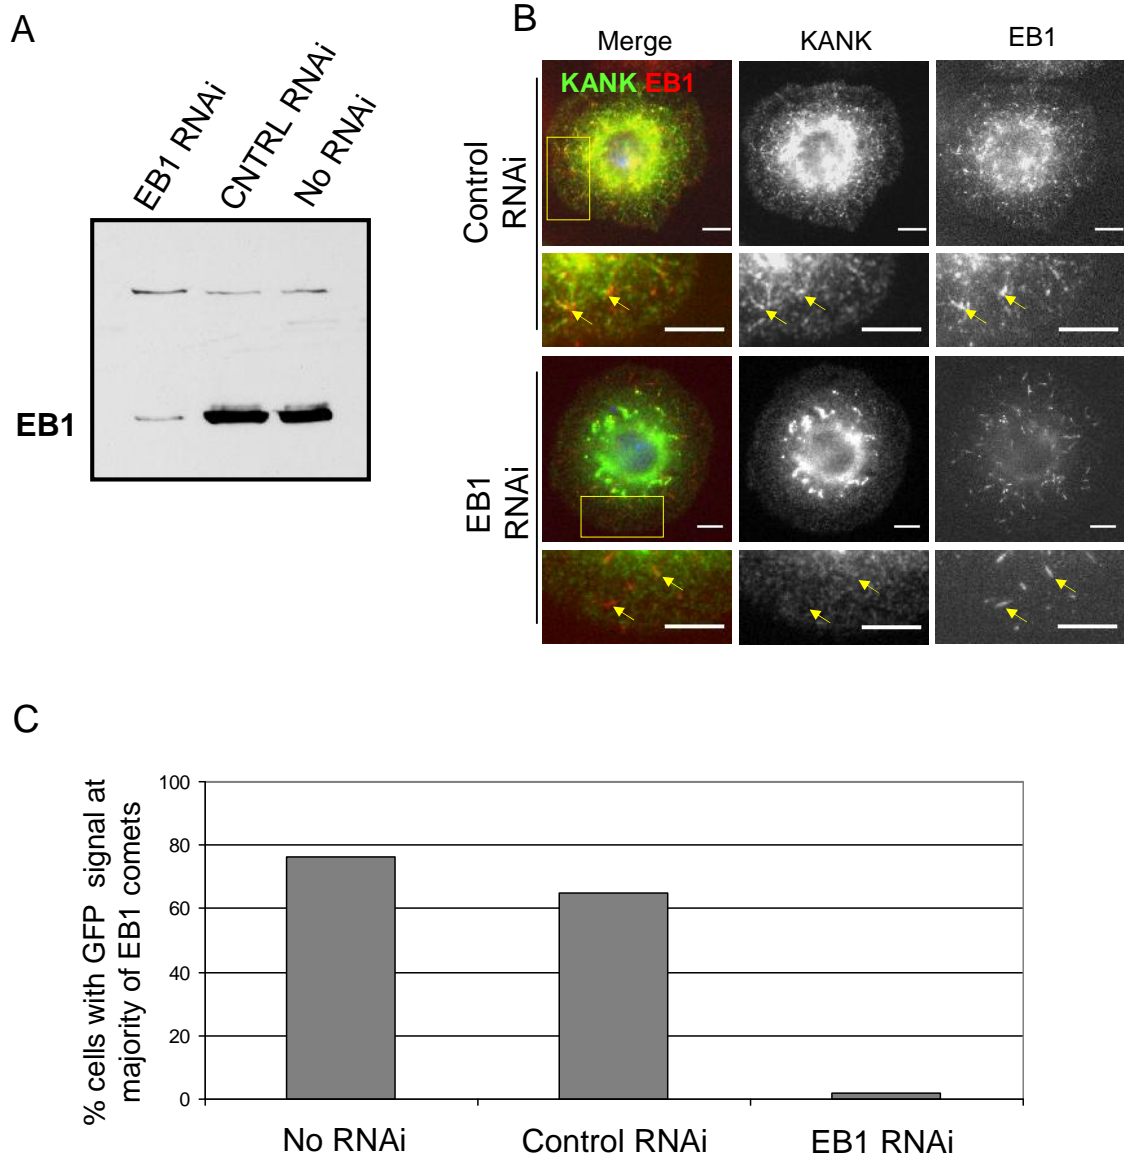 A
EB1 RNAi
CNTRL RNAi
No RNAi
EB1
B
Merge
KANK
EB1
KANK EB1
Control
RNAi
EB1
RNAi
C
% cells with GFP signal at
majority of EB1 comets
100
80
60
40
20
0
No RNAi
Control RNAi
EB1 RNAi